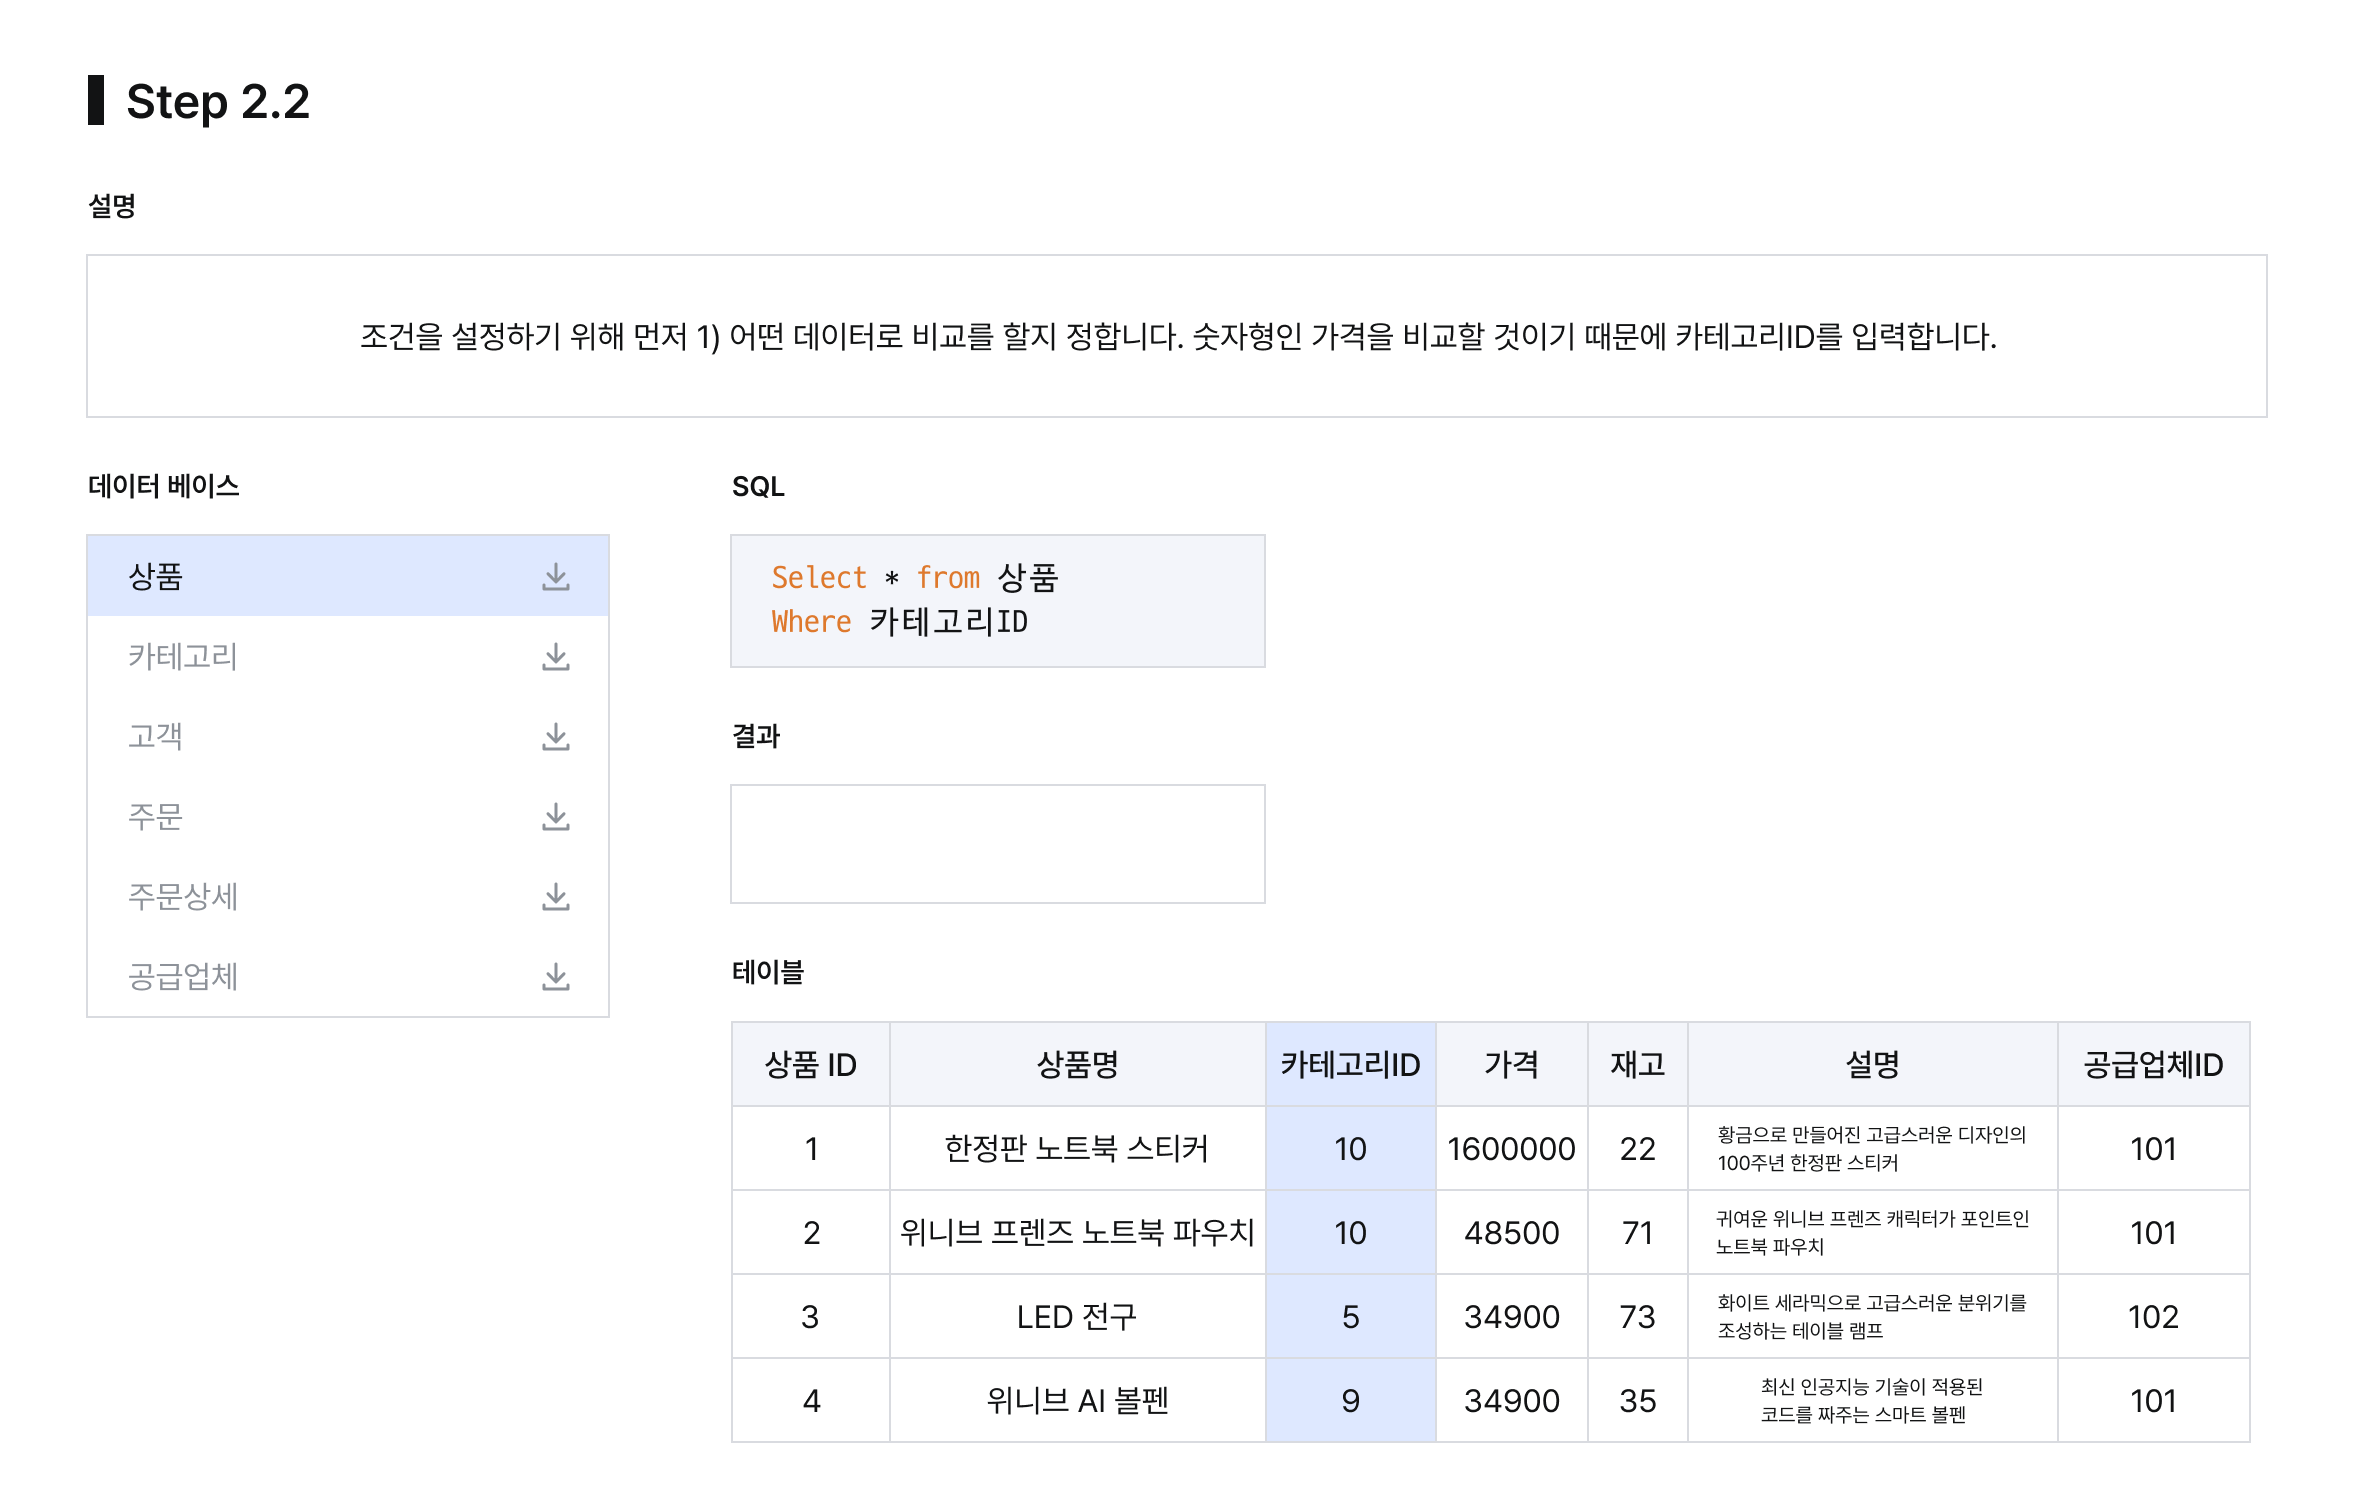 Step 2.2
설명
조건을 설정하기 위해 먼저 1) 어떤 데이터로 비교를 할지 정합니다. 숫자형인 가격을 비교할 것이기 때문에 카테고리ID를 입력합니다.
데이터 베이스
상품
카테고리
고객
주문
주문상세
공급업체
SQL
Select * from 상품
Where 카테고리ID
결과
테이블
상품 ID 상품명 카테고리ID 가격 재고 설명 공급업체ID
1 한정판 노트북 스티커 10 1600000 22 황금으로 만들어진 고급스러운 디자인의
100주년 한정판 스티커 101
2 위니브 프렌즈 노트북 파우치 10 48500 71 귀여운 위니브 프렌즈 캐릭터가 포인트인
노트북 파우치 101
3 LED 전구 5 34900 73 화이트 세라믹으로 고급스러운 분위기를
조성하는 테이블 램프 102
4 위니브 AI 볼펜 9 34900 35 최신 인공지능 기술이 적용된
코드를 짜주는 스마트 볼펜 101